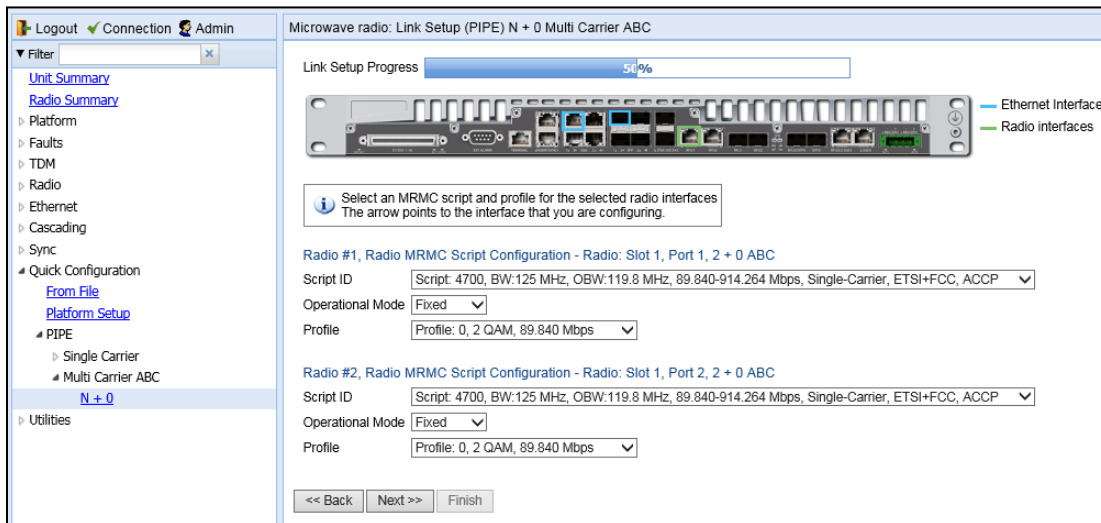 Logout Connection Admin
Microwave radio: Link Setup (PIPE) N + 0 Multi Carrier ABC
Filter
Unit Summary
Radio Summary
Platform
Faults
TDM
Radio
Ethernet
Cascading
Sync
Quick Configuration
From File
Platform Setup
PIPE
Single Carrier
Multi Carrier ABC
N + 0
Utilities
Link Setup Progress 50%
Ethernet Interface
Radio interfaces
Select an MRMC script and profile for the selected radio interfaces
The arrow points to the interface that you are configuring.
Radio #1, Radio MRMC Script Configuration - Radio: Slot 1, Port 1, 2 + 0 ABC
Script ID Script: 4700, BW:125 MHz, OBW:119.8 MHz, 89.840-914.264 Mbps, Single-Carrier, ETSI+FCC, ACCP
Operational Mode Fixed
Profile Profile: 0, 2 QAM, 89.840 Mbps
Radio #2, Radio MRMC Script Configuration - Radio: Slot 1, Port 2, 2 + 0 ABC
Script ID Script: 4700, BW:125 MHz, OBW:119.8 MHz, 89.840-914.264 Mbps, Single-Carrier, ETSI+FCC, ACCP
Operational Mode Fixed
Profile Profile: 0, 2 QAM, 89.840 Mbps
<< Back Next >> Finish